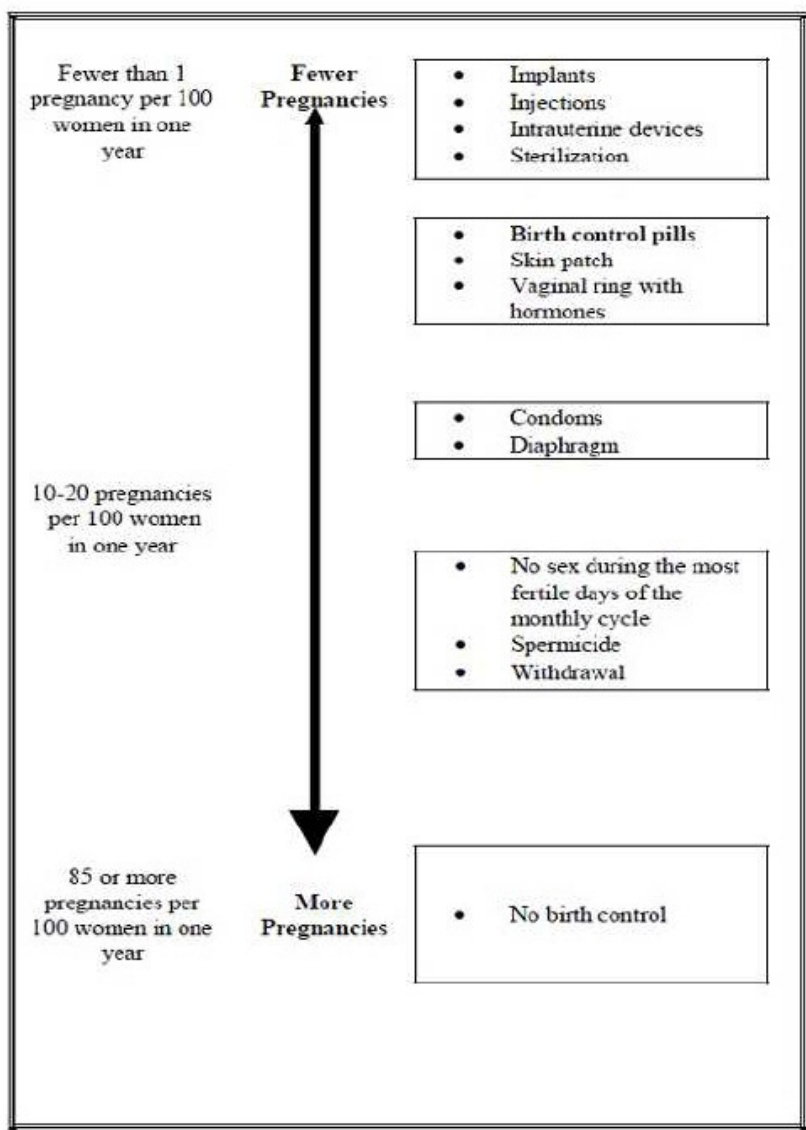 Fewer than 1
pregnancy per 100
women in one
year
Fewer
Pregnancies
• Implants
• Injections
• Intrauterine devices
• Sterilization
• Birth control pills
• Skin patch
• Vaginal ring with
hormones
• Condoms
• Diaphragm
10-20 pregnancies
per 100 women
in one year
• No sex during the most
fertile days of the
monthly cycle
• Spermicide
• Withdrawal
85 or more
pregnancies per
100 women in one
year
More
Pregnancies
• No birth control